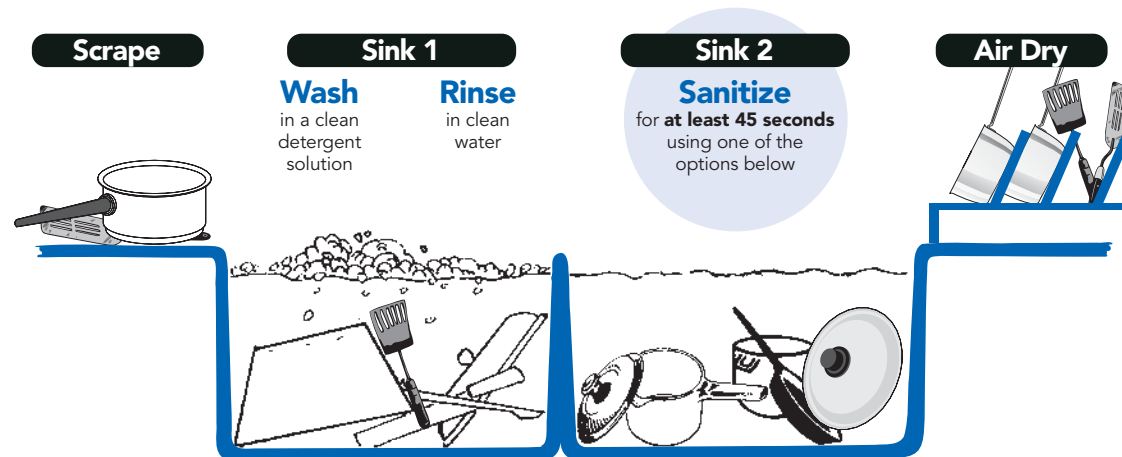 Scrape
Sink 1
Sink 2
Air Dry
Wash
in a clean
detergent
solution
Rinse
in clean
water
Sanitize
for at least 45 seconds
using one of the
options below